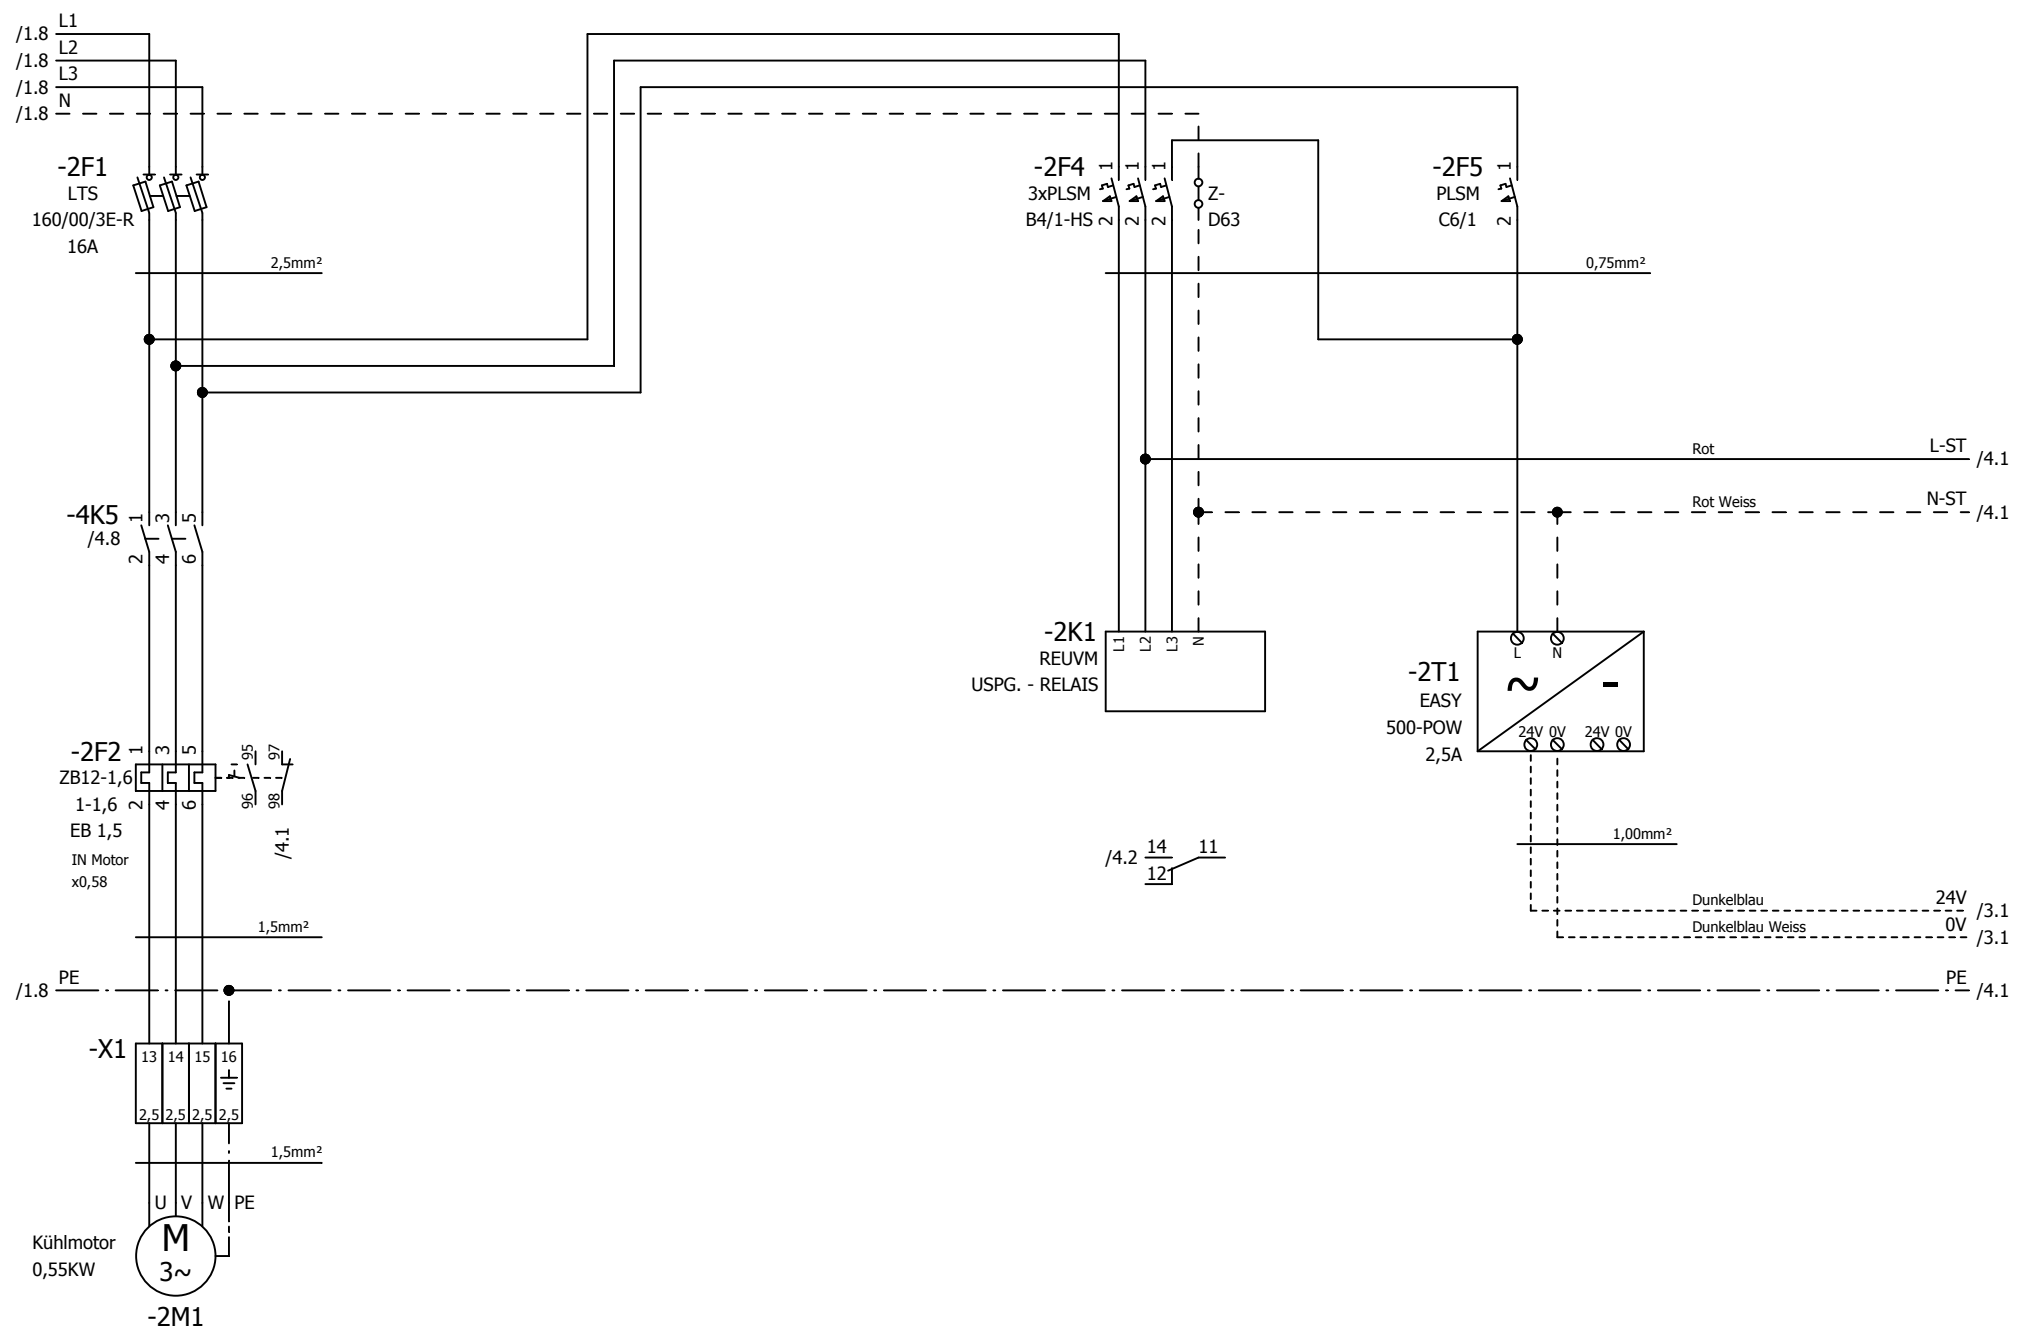 L1
/1.8
L2
/1.8
L3
/1.8
N
/1.8
-2F1
LTS
160/00/3E-R
16A
2,5mm²
-2F4
3xPLSM
B4/1-HS
1 1 1
2 2 2
Z-
D63
-2F5
PLSM
C6/1
1
2
0,75mm²
Rot
L-ST
/4.1
Rot Weiss
N-ST
/4.1
-4K5
/4.8
1 3 5
2 4 6
-2K1
REUVM
USPG. - RELAIS
L1 L2 L3 N
-2T1
EASY
500-POW
2,5A
L N
~ -
24V 0V 24V 0V
-2F2
ZB12-1,6
1-1,6
EB 1,5
IN Motor
x0,58
1 3 5
2 4 6
95 97
96 98
/4.1
/4.2
14
11
12
1,00mm²
Dunkelblau
24V
/3.1
Dunkelblau Weiss
0V
/3.1
1,5mm²
/1.8
PE
PE
/4.1
-X1
13 14 15 16
2,5 2,5 2,5 2,5
1,5mm²
U V W PE
Kühlmotor
0,55KW
M
3~
-2M1